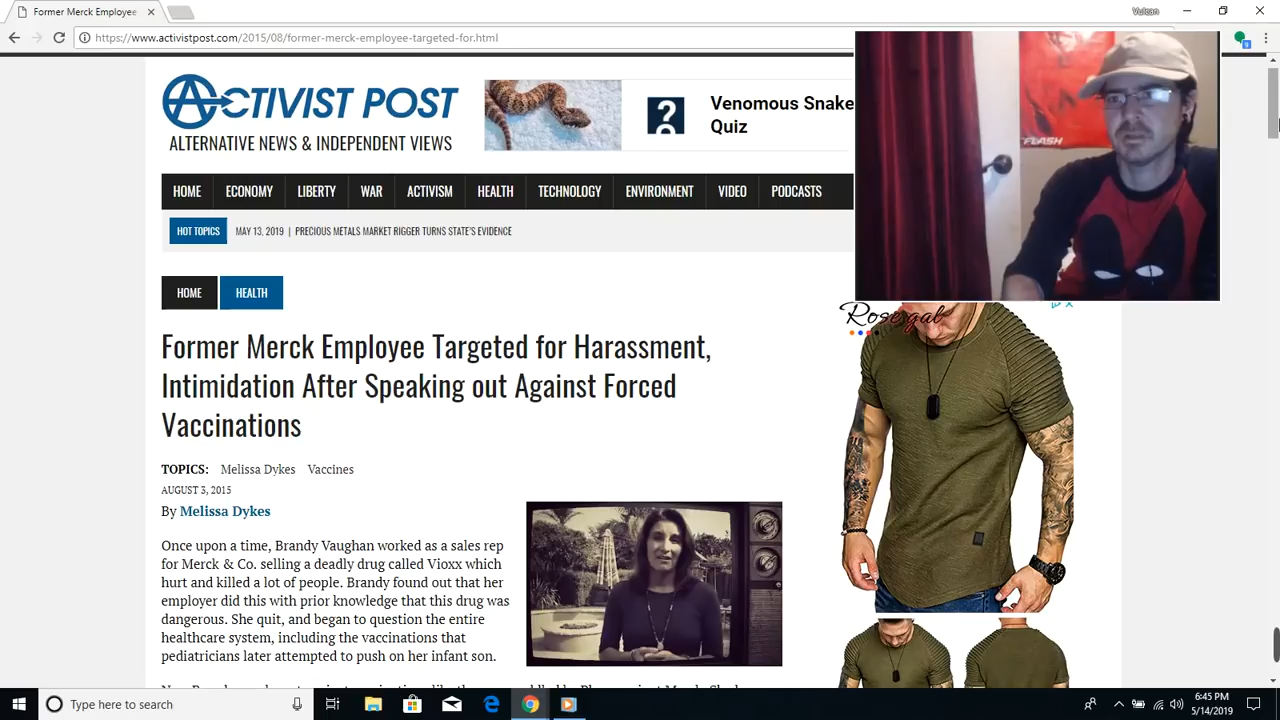 Former Merck Employee
Vulcan
https://www.activistpost.com/2015/08/former-merck-employee-targeted-for.html
ACTIVIST POST
ALTERNATIVE NEWS & INDEPENDENT VIEWS
Venomous Snake
Quiz
FLASH
HOME ECONOMY LIBERTY WAR ACTIVISM HEALTH TECHNOLOGY ENVIRONMENT VIDEO PODCASTS
HOT TOPICS MAY 13, 2019 | PRECIOUS METALS MARKET RIGGER TURNS STATE'S EVIDENCE
HOME HEALTH
Rosegal
Former Merck Employee Targeted for Harassment,
Intimidation After Speaking out Against Forced
Vaccinations
TOPICS: Melissa Dykes Vaccines
AUGUST 3, 2015
By Melissa Dykes
Once upon a time, Brandy Vaughan worked as a sales rep
for Merck & Co. selling a deadly drug called Vioxx which
hurt and killed a lot of people. Brandy found out that her
employer did this with prior knowledge that this drug was
dangerous. She quit, and began to question the entire
healthcare system, including the vaccinations that
pediatricians later attempted to push on her infant son.
Type here to search
6:45 PM
5/14/2019